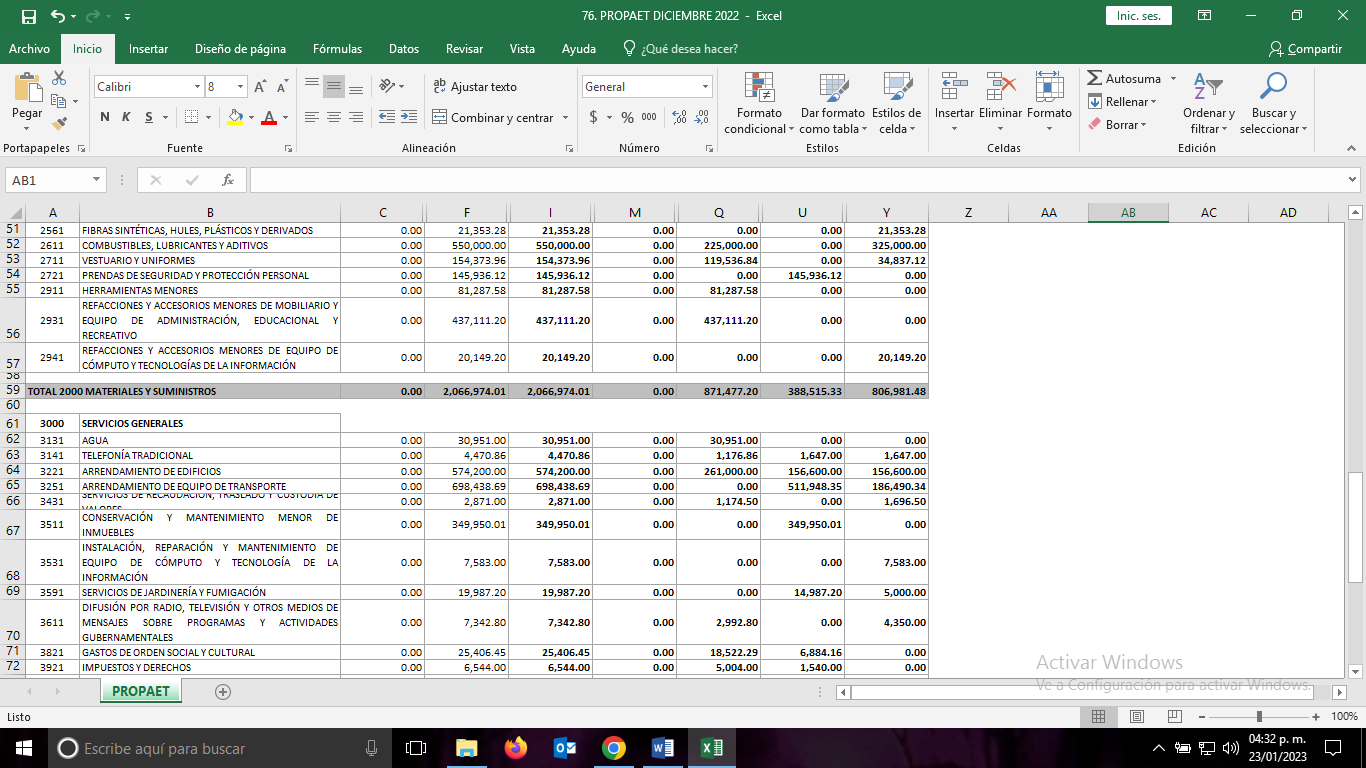 76. PROPAET DICIEMBRE 2022 - Excel
Inic. ses.
Archivo Inicio Insertar Diseño de página Fórmulas Datos Revisar Vista Ayuda ¿Qué desea hacer? Compartir
Pegar
Calibri 8
N K S
Ajustar texto
Combinar y centrar
General
$ % 000
Formato condicional
Dar formato como tabla
Estilos de celda
Insertar Eliminar Formato
Autosuma
Rellenar
Borrar
Ordenar y filtrar
Buscar y seleccionar
Portapapeles Fuente Alineación Número Estilos Celdas Edición
AB1 fx
A B C F I M Q U Y Z AA AB AC AD
51 2561 FIBRAS SINTÉTICAS, HULES, PLÁSTICOS Y DERIVADOS 0.00 21,353.28 21,353.28 0.00 0.00 0.00 21,353.28
52 2611 COMBUSTIBLES, LUBRICANTES Y ADITIVOS 0.00 550,000.00 550,000.00 0.00 225,000.00 0.00 325,000.00
53 2711 VESTUARIO Y UNIFORMES 0.00 154,373.96 154,373.96 0.00 119,536.84 0.00 34,837.12
54 2721 PRENDAS DE SEGURIDAD Y PROTECCIÓN PERSONAL 0.00 145,936.12 145,936.12 0.00 0.00 145,936.12 0.00
55 2911 HERRAMIENTAS MENORES 0.00 81,287.58 81,287.58 0.00 81,287.58 0.00 0.00
REFACCIONES Y ACCESORIOS MENORES DE MOBILIARIO Y
56 2931 EQUIPO DE ADMINISTRACIÓN, EDUCACIONAL Y 0.00 437,111.20 437,111.20 0.00 437,111.20 0.00 0.00
RECREATIVO
REFACCIONES Y ACCESORIOS MENORES DE EQUIPO DE
57 2941 CÓMPUTO Y TECNOLOGÍAS DE LA INFORMACIÓN 0.00 20,149.20 20,149.20 0.00 0.00 0.00 20,149.20
58
59 TOTAL 2000 MATERIALES Y SUMINISTROS 0.00 2,066,974.01 2,066,974.01 0.00 871,477.20 388,515.33 806,981.48
60
61 3000 SERVICIOS GENERALES
62 3131 AGUA 0.00 30,951.00 30,951.00 0.00 30,951.00 0.00 0.00
63 3141 TELEFONÍA TRADICIONAL 0.00 4,470.86 4,470.86 0.00 1,176.86 1,647.00 1,647.00
64 3221 ARRENDAMIENTO DE EDIFICIOS 0.00 574,200.00 574,200.00 0.00 261,000.00 156,600.00 156,600.00
65 3251 ARRENDAMIENTO DE EQUIPO DE TRANSPORTE 0.00 698,438.69 698,438.69 0.00 0.00 511,948.35 186,490.34
66 3431 SERVICIOS DE RECAUDACIÓN, TRASLADO Y CUSTODIA DE VALORES 0.00 2,871.00 2,871.00 0.00 1,174.50 0.00 1,696.50
CONSERVACIÓN Y MANTENIMIENTO MENOR DE
67 3511 INMUEBLES 0.00 349,950.01 349,950.01 0.00 0.00 349,950.01 0.00
INSTALACIÓN, REPARACIÓN Y MANTENIMIENTO DE
68 3531 EQUIPO DE CÓMPUTO Y TECNOLOGÍA DE LA 0.00 7,583.00 7,583.00 0.00 0.00 0.00 7,583.00
INFORMACIÓN
69 3591 SERVICIOS DE JARDINERÍA Y FUMIGACIÓN 0.00 19,987.20 19,987.20 0.00 0.00 14,987.20 5,000.00
DIFUSIÓN POR RADIO, TELEVISIÓN Y OTROS MEDIOS DE
70 3611 MENSAJES SOBRE PROGRAMAS Y ACTIVIDADES 0.00 7,342.80 7,342.80 0.00 2,992.80 0.00 4,350.00
GUBERNAMENTALES
71 3821 GASTOS DE ORDEN SOCIAL Y CULTURAL 0.00 25,406.45 25,406.45 0.00 18,522.29 6,884.16 0.00
72 3921 IMPUESTOS Y DERECHOS 0.00 6,544.00 6,544.00 0.00 5,004.00 1,540.00 0.00
Activar Windows
Ve a Configuración para activar Windows.
PROPAET
Listo 100%
Escribe aquí para buscar
04:32 p. m.
23/01/2023